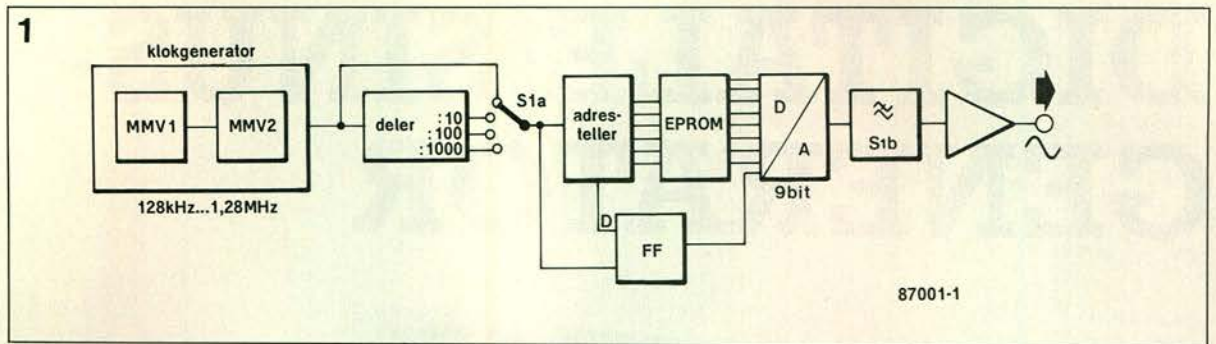 1
klokgenerator
MMV1
MMV2
128kHz...1,28MHz
deler
:10
:100
:1000
S1a
adres-
teller
EPROM
D
A
9bit
D
FF
S1b
87001-1